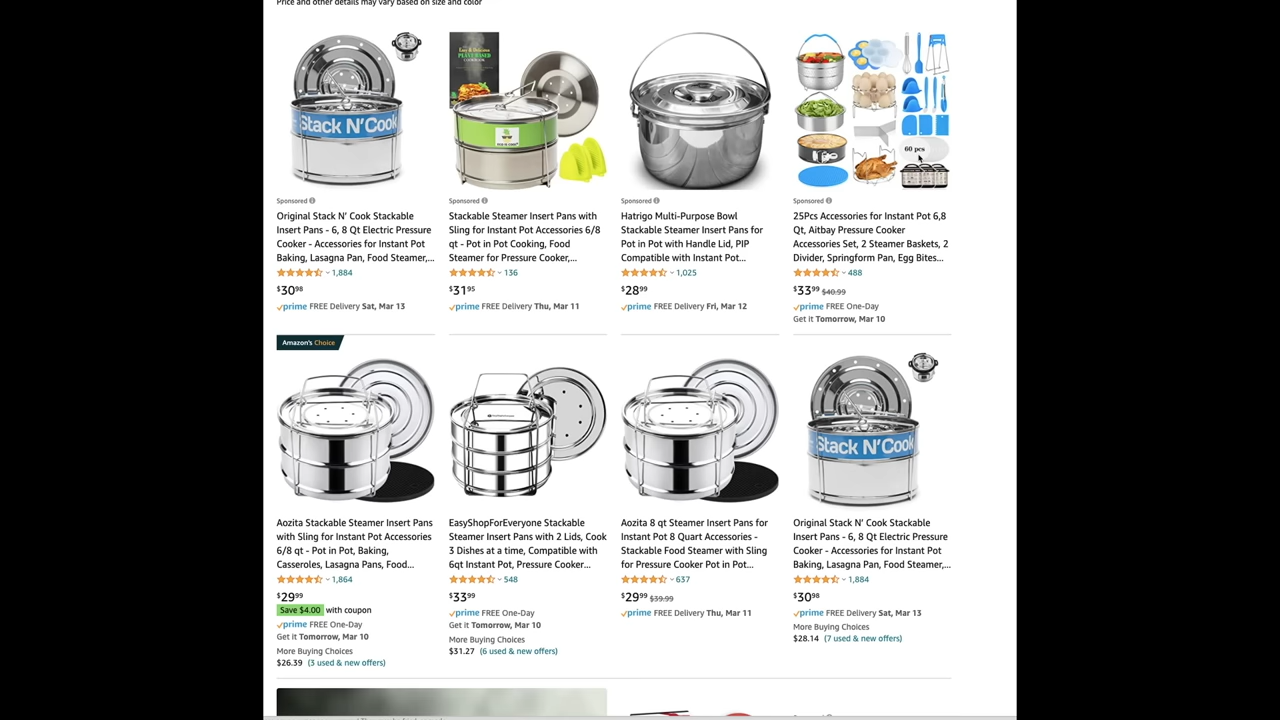 Price and other details may vary based on size and color
Stack N'Cook
60 pcs
Sponsored
Original Stack N' Cook Stackable
Insert Pans - 6, 8 Qt Electric Pressure
Cooker - Accessories for Instant Pot
Baking, Lasagna Pan, Food Steamer,...
1,884
$30.98
prime FREE Delivery Sat, Mar 13
Sponsored
Stackable Steamer Insert Pans with
Sling for Instant Pot Accessories 6/8
qt - Pot in Pot Cooking, Food
Steamer for Pressure Cooker,...
136
$31.95
prime FREE Delivery Thu, Mar 11
Sponsored
Hatrigo Multi-Purpose Bowl
Stackable Steamer Insert Pans for
Pot in Pot with Handle Lid, PIP
Compatible with Instant Pot...
1,025
$28.99
prime FREE Delivery Fri, Mar 12
Sponsored
25Pcs Accessories for Instant Pot 6,8
Qt, Aitbay Pressure Cooker
Accessories Set, 2 Steamer Baskets, 2
Divider, Springform Pan, Egg Bites...
488
$33.99 $40.99
prime FREE One-Day
Get it Tomorrow, Mar 10
Amazon's Choice
Aozita Stackable Steamer Insert Pans
with Sling for Instant Pot Accessories
6/8 qt - Pot in Pot, Baking,
Casseroles, Lasagna Pans, Food...
1,864
$29.99
Save $4.00 with coupon
prime FREE One-Day
Get it Tomorrow, Mar 10
More Buying Choices
$26.39 (3 used & new offers)
EasyShopForEveryone Stackable
Steamer Insert Pans with 2 Lids, Cook
3 Dishes at a time, Compatible with
6qt Instant Pot, Pressure Cooker...
548
$33.99
prime FREE One-Day
Get it Tomorrow, Mar 10
More Buying Choices
$31.27 (6 used & new offers)
Aozita 8 qt Steamer Insert Pans for
Instant Pot 8 Quart Accessories -
Stackable Food Steamer with Sling
for Pressure Cooker Pot in Pot...
637
$29.99 $39.99
prime FREE Delivery Thu, Mar 11
Stack N'Cook
Original Stack N' Cook Stackable
Insert Pans - 6, 8 Qt Electric Pressure
Cooker - Accessories for Instant Pot
Baking, Lasagna Pan, Food Steamer,...
1,884
$30.98
prime FREE Delivery Sat, Mar 13
More Buying Choices
$28.14 (7 used & new offers)